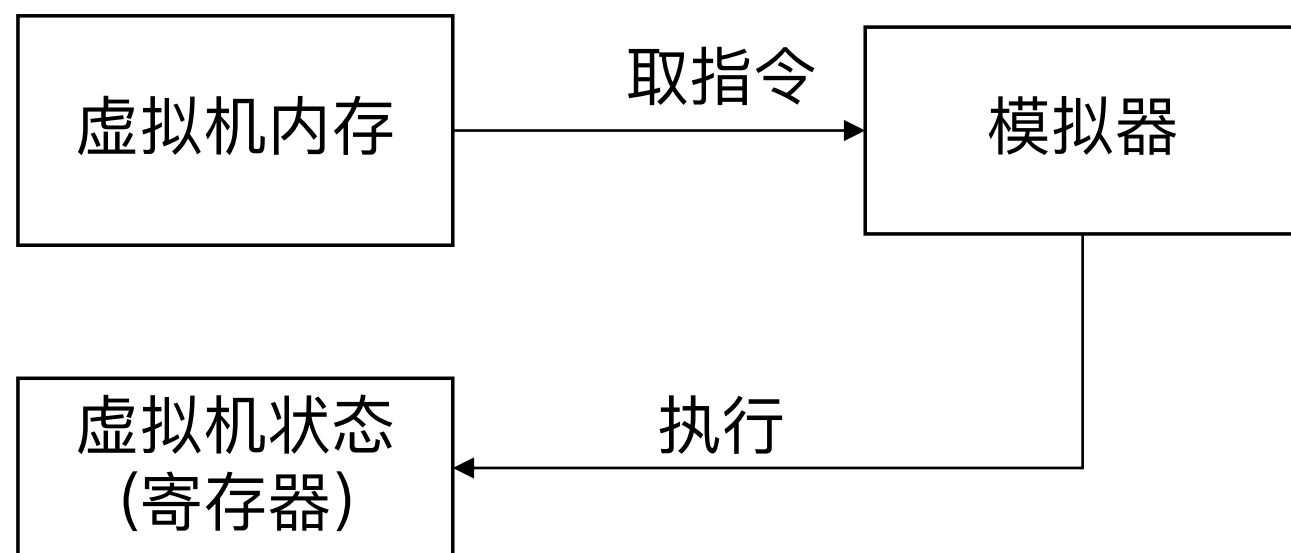 虚拟机内存
取指令
模拟器
虚拟机状态
(寄存器)
执行